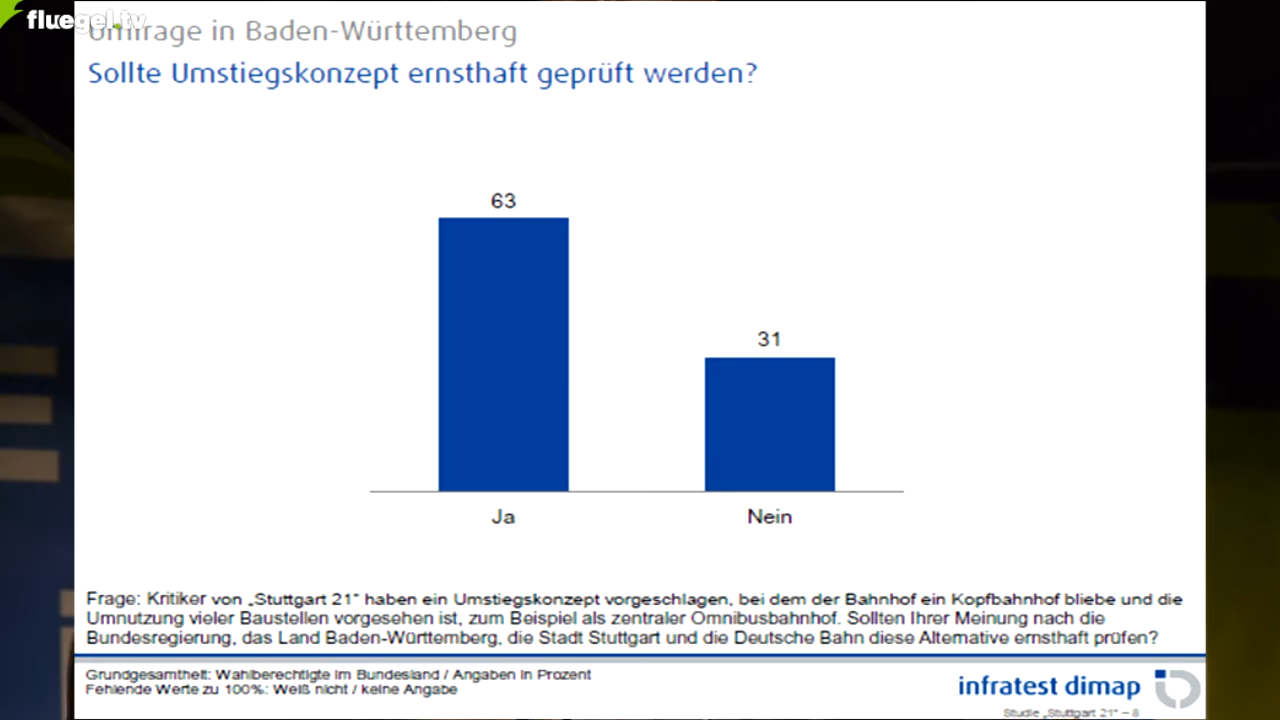 fluegel.tv
Umfrage in Baden-Württemberg
Sollte Umstiegskonzept ernsthaft geprüft werden?
63
31
Ja
Nein
Frage: Kritiker von „Stuttgart 21“ haben ein Umstiegskonzept vorgeschlagen, bei dem der Bahnhof ein Kopfbahnhof bliebe und die
Umnutzung vieler Baustellen vorgesehen ist, zum Beispiel als zentraler Omnibusbahnhof. Sollten Ihrer Meinung nach die
Bundesregierung, das Land Baden-Württemberg, die Stadt Stuttgart und die Deutsche Bahn diese Alternative ernsthaft prüfen?
Grundgesamtheit: Wahlberechtigte im Bundesland / Angaben in Prozent
Fehlende Werte zu 100%: Weiß nicht / keine Angabe
infratest dimap
Studie „Stuttgart 21“ – 8